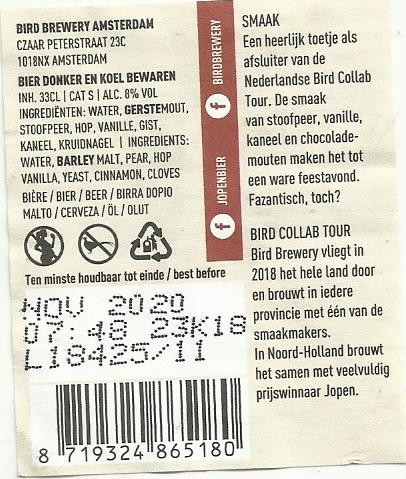 BIRD BREWERY AMSTERDAM
CZAAR PETERSTRAAT 23C
1018NX AMSTERDAM
BIER DONKER EN KOEL BEWAREN
INH. 33CL | CAT S | ALC. 8% VOL
INGREDIËNTEN: WATER, GERSTEMOUT,
STOOFPEER, HOP, VANILLE, GIST,
KANEEL, KRUIDNAGEL | INGREDIENTS:
WATER, BARLEY MALT, PEAR, HOP
VANILLA, YEAST, CINNAMON, CLOVES
BIÈRE / BIER / BEER / BIRRA DOPIO
MALTO / CERVEZA / ÖL / OLUT
Ten minste houdbaar tot einde / best before
NOV 2020
07:48 23K18
L18425/11
8 719324 865180
f BIRDBREWERY
f JOPENBIER
SMAAK
Een heerlijk toetje als
afsluiter van de
Nederlandse Bird Collab
Tour. De smaak
van stoofpeer, vanille,
kaneel en chocolade-
mouten maken het tot
een ware feestavond.
Fazantisch, toch?
BIRD COLLAB TOUR
Bird Brewery vliegt in
2018 het hele land door
en brouwt in iedere
provincie met één van de
smaakmakers.
In Noord-Holland brouwt
het samen met veelvuldig
prijswinnaar Jopen.